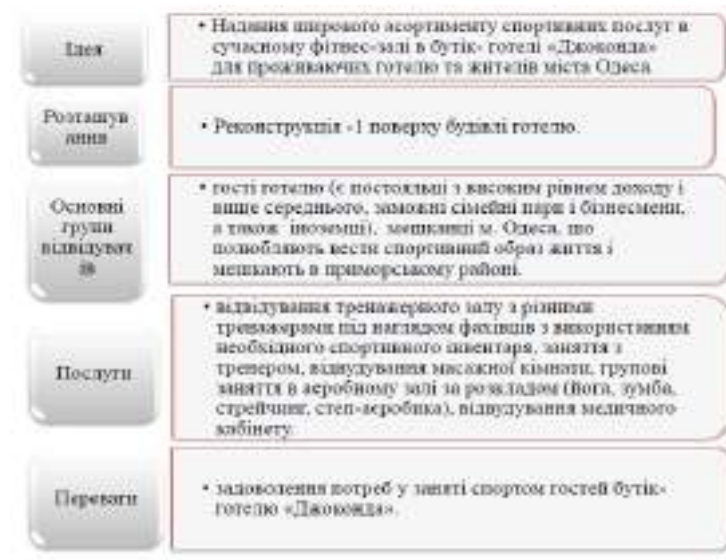 Ідея
• Надання широкого асортименту спортивних послуг в
сучасному фітнес-залі в бутік- готелі «Джоконда»
для проживаючих готелю та жителів міста Одеса
Розташув
ання
• Реконструкція -1 поверху будівлі готелю.
Основні
групи
відвідувач
ів
• гості готелю (є постояльці з високим рівнем доходу і
вище середнього, заможні сімейні пари і бізнесмени,
а також іноземці), мешканці м. Одеса, що
полюбляють вести спортивний образ життя і
мешкають в приморському районі.
Послуги
• відвідування тренажерного залу з різними
тренажерами під наглядом фахівців з використанням
необхідного спортивного інвентаря, заняття з
тренером, відвудування масажної кімнати, групові
заняття в аеробному залі за розкладом (йога, зумба,
стрейчинг, степ-аеробика), відвудування медичного
кабінету.
Переваги
• задоволення потреб у заняті спортом гостей бутік-
готелю «Джоконда».